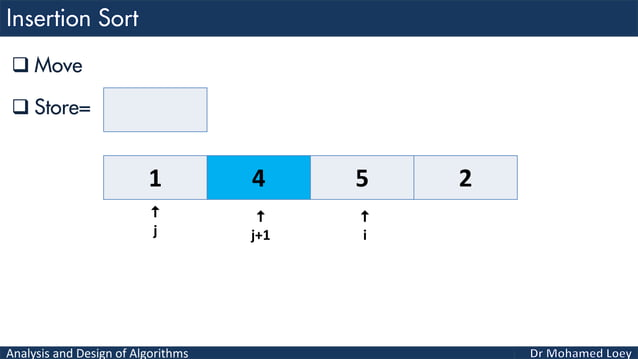 Insertion Sort
Move
Store=
1 4 5 2
j j+1 i
Analysis and Design of Algorithms Dr Mohamed Loey